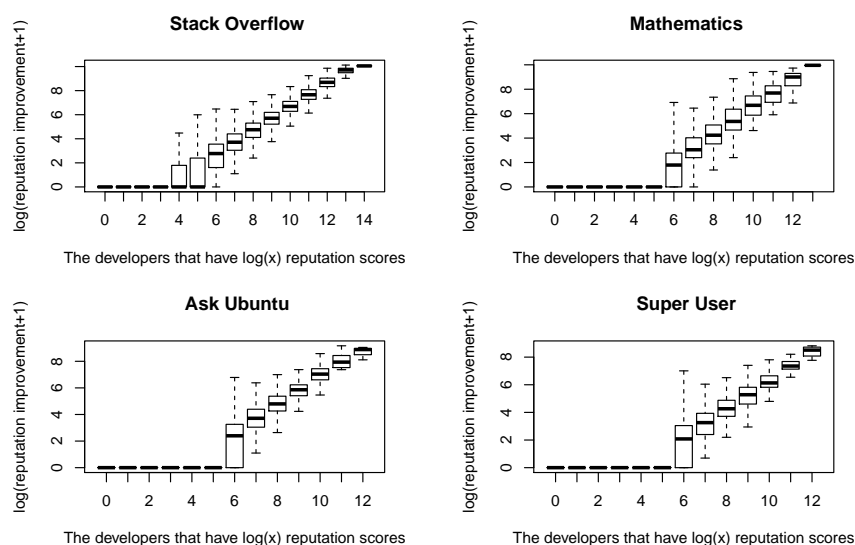 Stack Overflow
log(reputation improvement+1)
0 2 4 6 8
0 2 4 6 8 10 12 14
The developers that have log(x) reputation scores
Mathematics
log(reputation improvement+1)
0 2 4 6 8
0 2 4 6 8 10 12
The developers that have log(x) reputation scores
Ask Ubuntu
log(reputation improvement+1)
0 2 4 6 8
0 2 4 6 8 10 12
The developers that have log(x) reputation scores
Super User
log(reputation improvement+1)
0 2 4 6 8
0 2 4 6 8 10 12
The developers that have log(x) reputation scores